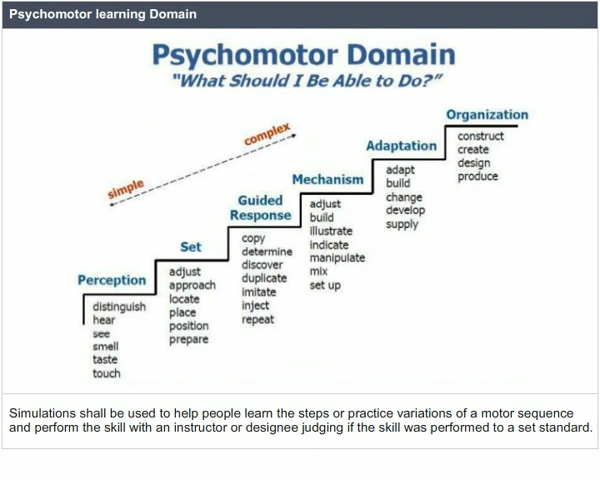 Psychomotor learning Domain
Psychomotor Domain
"What Should I Be Able to Do?"
simple
complex
Perception
distinguish
hear
see
smell
taste
touch
Set
adjust
approach
locate
place
position
prepare
Guided
Response
copy
determine
discover
duplicate
imitate
inject
repeat
Mechanism
adjust
build
illustrate
indicate
manipulate
mix
set up
Adaptation
adapt
build
change
develop
supply
Organization
construct
create
design
produce
Simulations shall be used to help people learn the steps or practice variations of a motor sequence
and perform the skill with an instructor or designee judging if the skill was performed to a set standard.